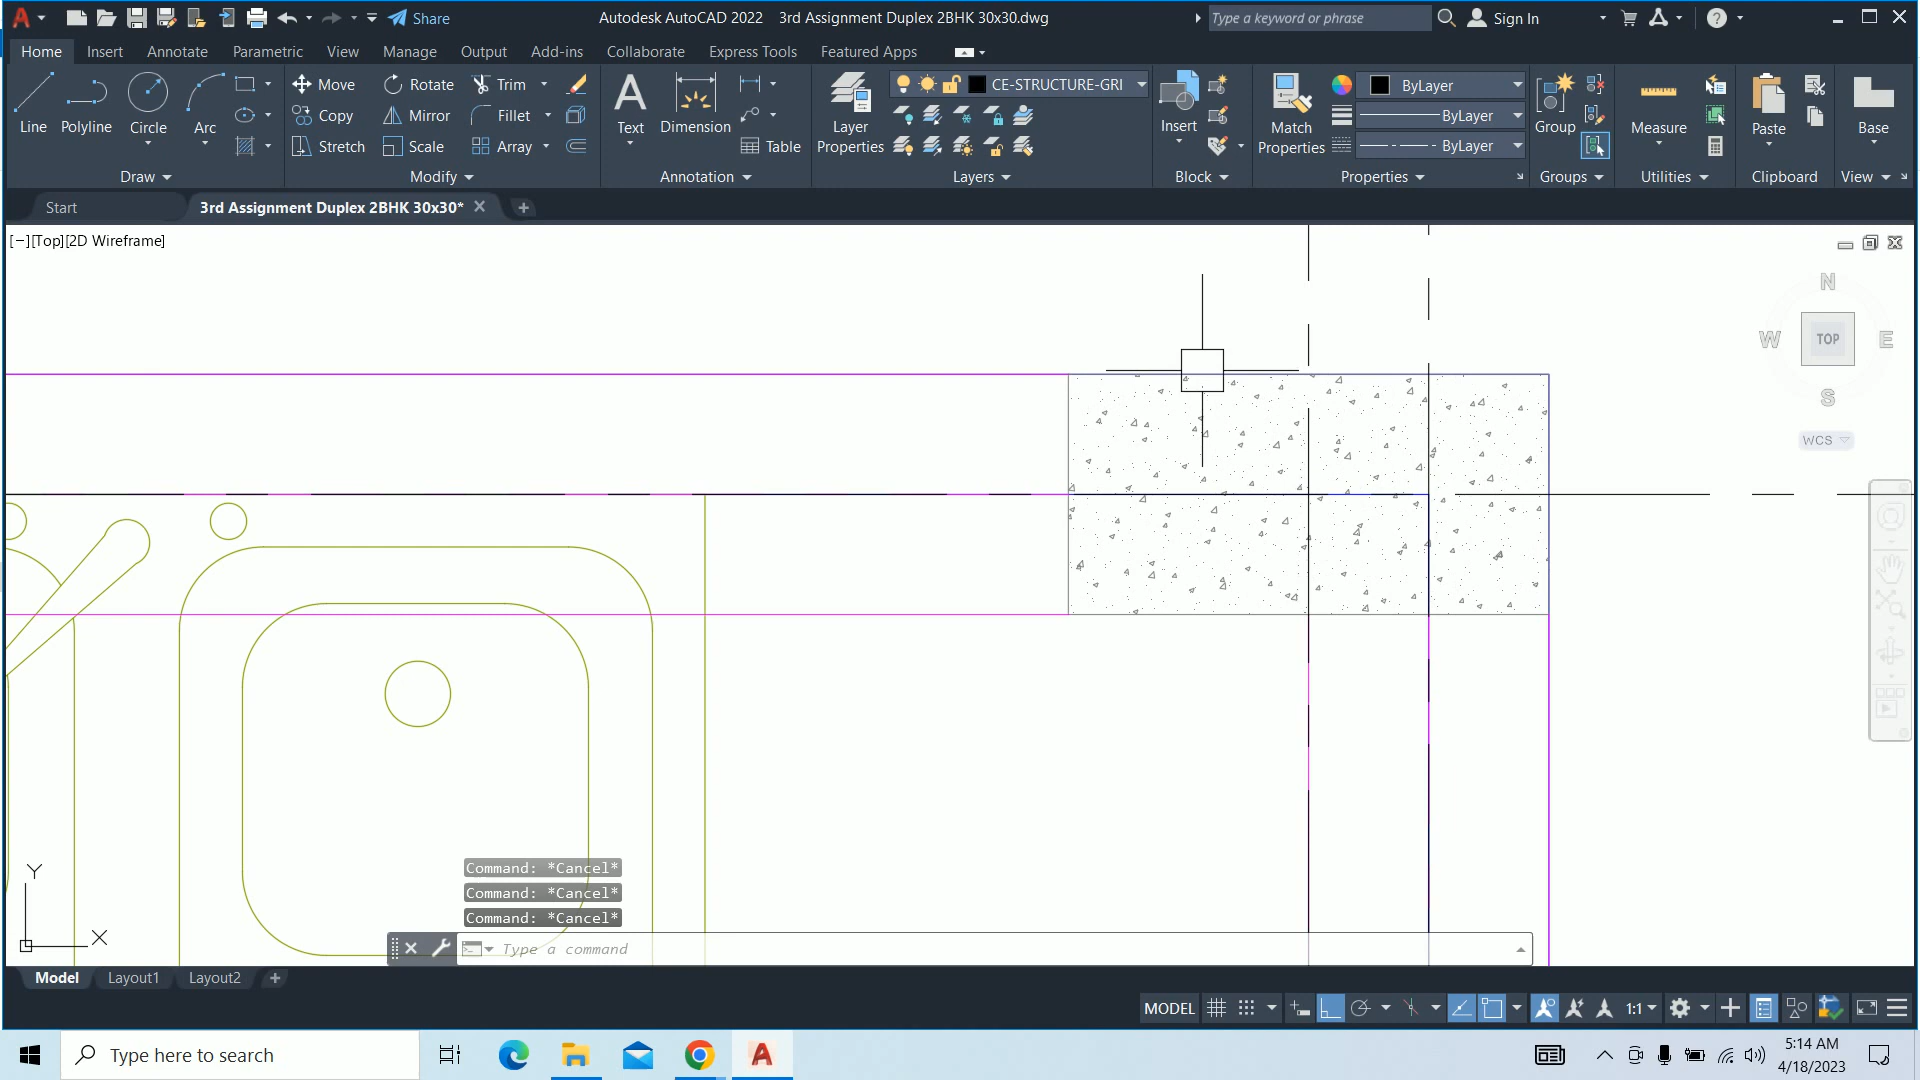 Share
Autodesk AutoCAD 2022 3rd Assignment Duplex 2BHK 30x30.dwg
Type a keyword or phrase
Sign In
Home Insert Annotate Parametric View Manage Output Add-ins Collaborate Express Tools Featured Apps
Line Polyline Circle Arc
Move Rotate Trim
Copy Mirror Fillet
Stretch Scale Array
Text Dimension Table
Layer Properties
CE-STRUCTURE-GRI
Insert
Match Properties
ByLayer
ByLayer
ByLayer
Group
Measure
Paste
Base
Draw Modify Annotation Layers Block Properties Groups Utilities Clipboard View
Start 3rd Assignment Duplex 2BHK 30x30*
[−][Top][2D Wireframe]
N
W TOP E
S
WCS
Y
X
Command: *Cancel*
Command: *Cancel*
Command: *Cancel*
Type a command
Model Layout1 Layout2
MODEL 1:1
Type here to search
5:14 AM
4/18/2023